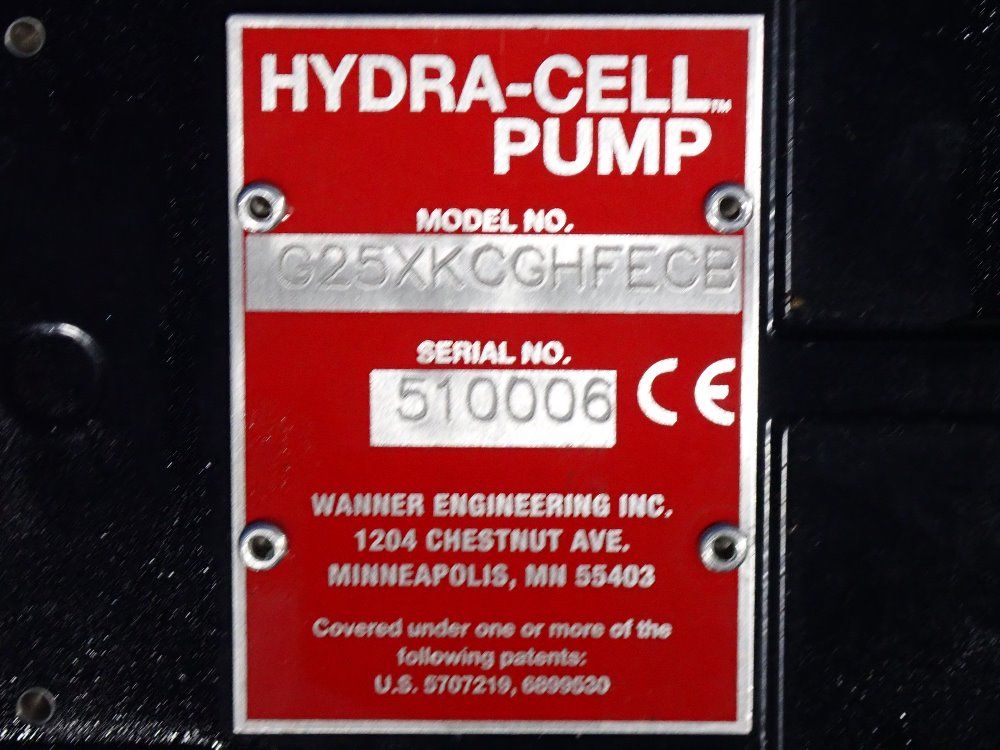 HYDRA-CELL™
PUMP
MODEL NO.
G25XKCGHFECB
SERIAL NO.
510006 CE
WANNER ENGINEERING INC.
1204 CHESTNUT AVE.
MINNEAPOLIS, MN 55403
Covered under one or more of the
following patents:
U.S. 5707219, 6899530